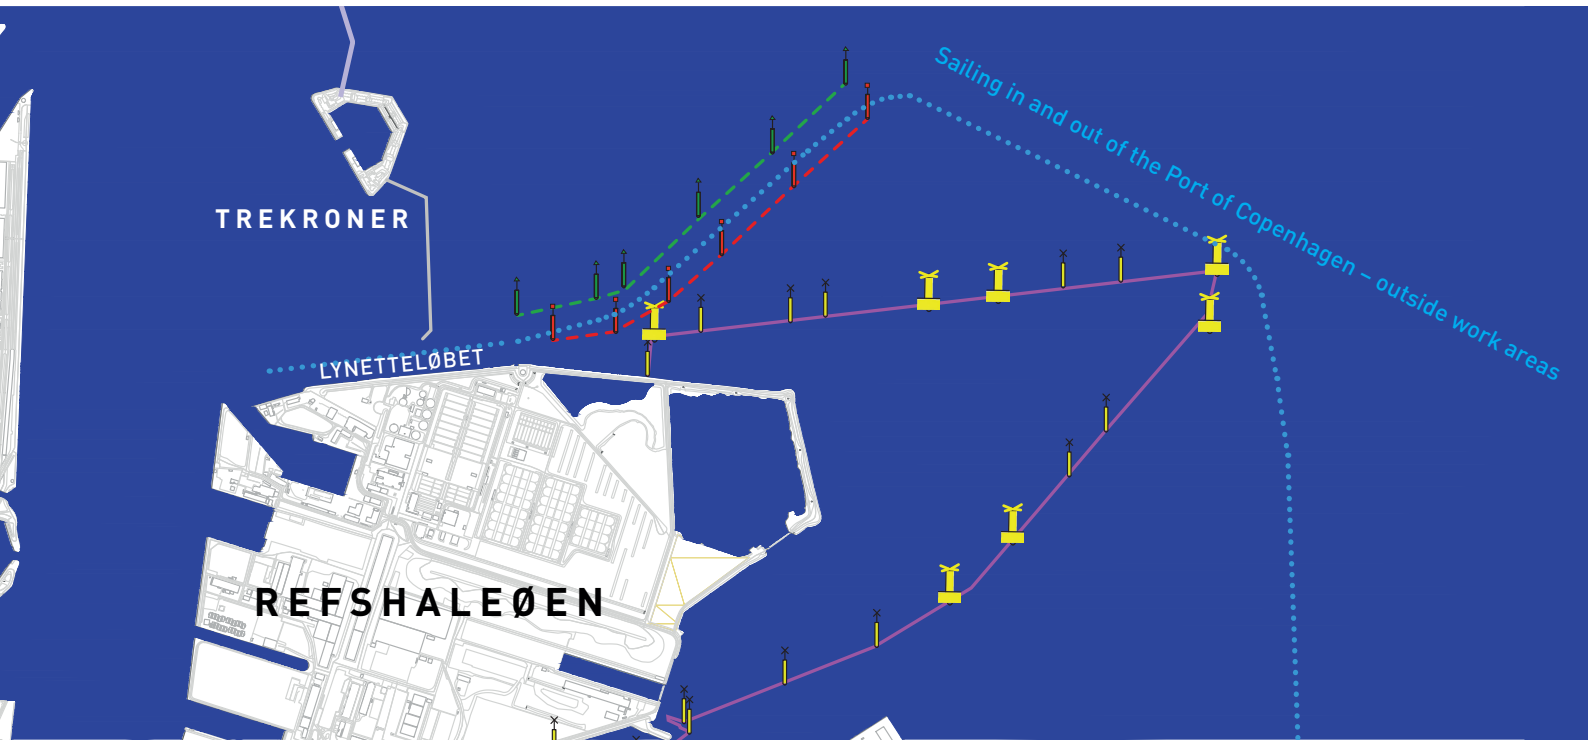 Sailing in and out of the Port of Copenhagen – outside work areas
TREKRONER
LYNETTELØBET
REFSHALEØEN